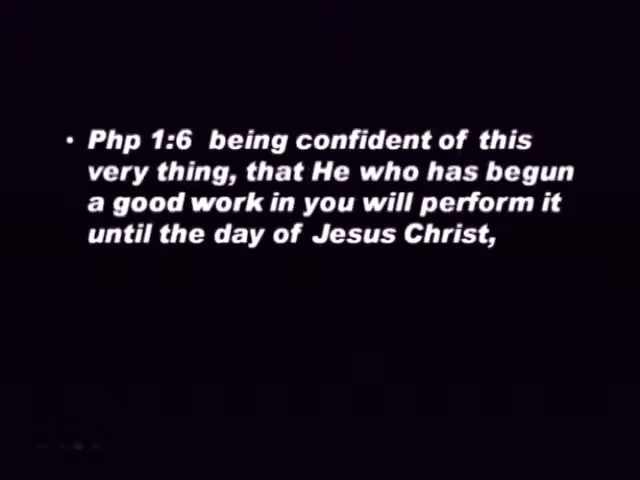 • Php 1:6 being confident of this
very thing, that He who has begun
a good work in you will perform it
until the day of Jesus Christ,